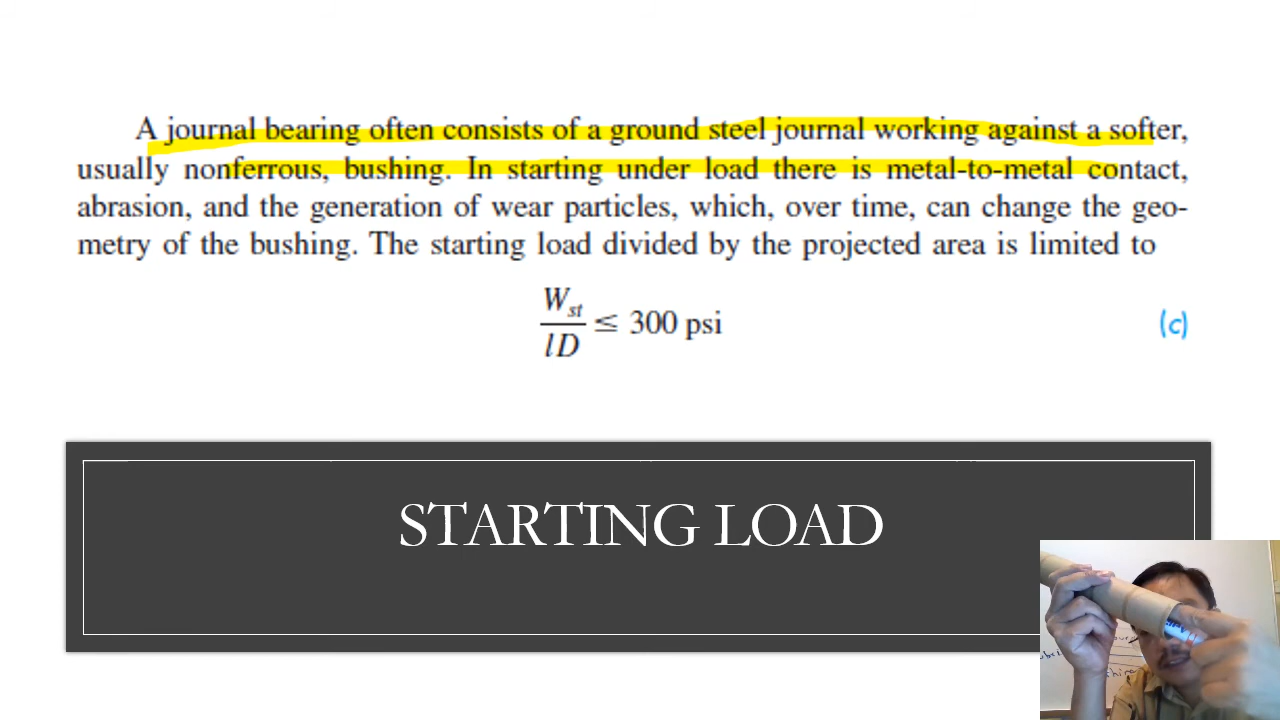 A journal bearing often consists of a ground steel journal working against a softer,
usually nonferrous, bushing. In starting under load there is metal-to-metal contact,
abrasion, and the generation of wear particles, which, over time, can change the geo-
metry of the bushing. The starting load divided by the projected area is limited to
W_st / lD ≤ 300 psi (c)
STARTING LOAD